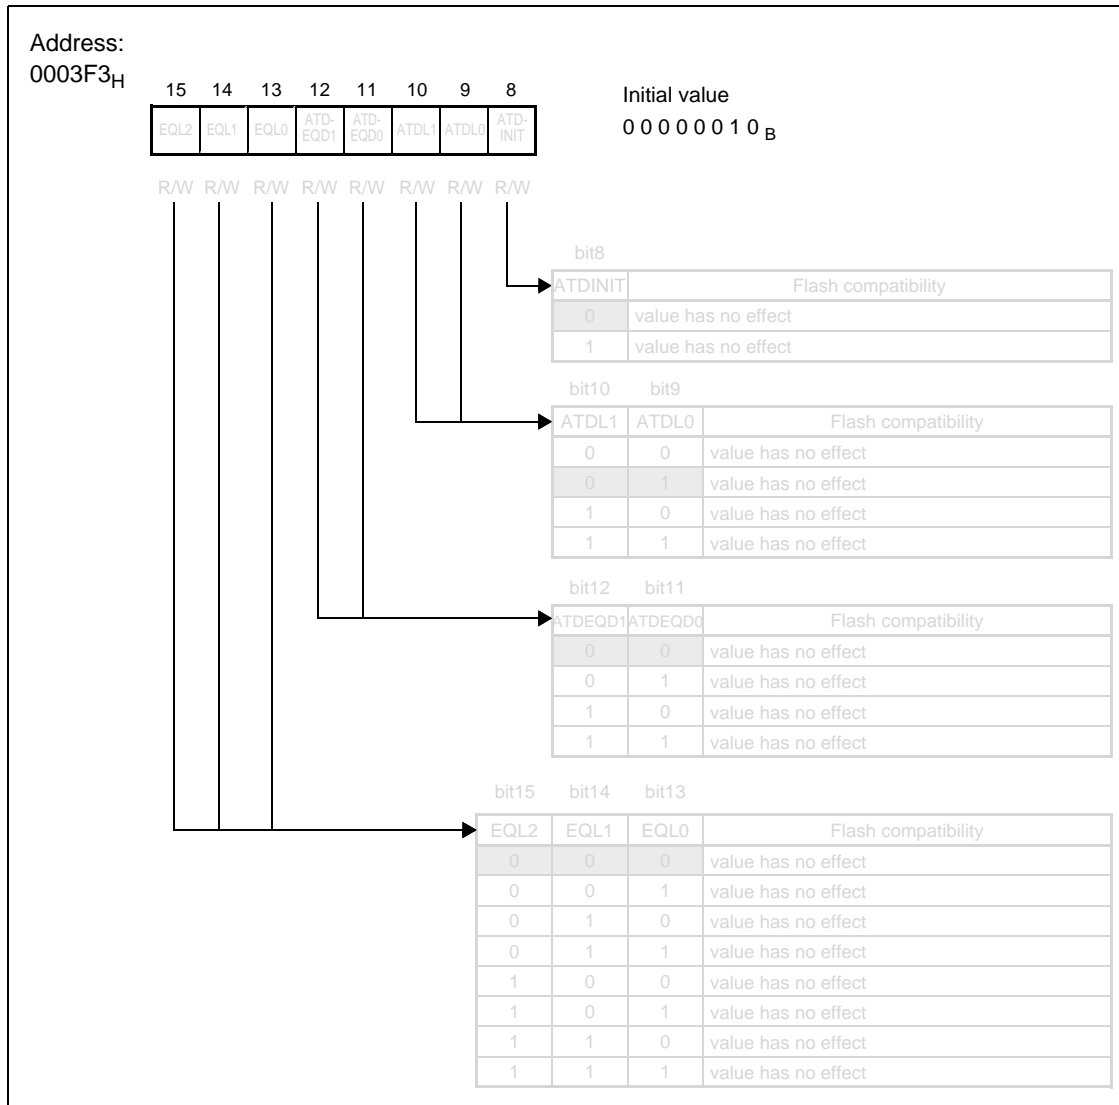 Address:
0003F3H
15 14 13 12 11 10 9 8
Initial value
0 0 0 0 0 0 1 0 B
EQL2 EQL1 EQL0 ATD-EQD1 ATD-EQD0 ATDL1 ATDL0 ATD-INIT
R/W R/W R/W R/W R/W R/W R/W R/W
bit8
ATDINIT Flash compatibility
0 value has no effect
1 value has no effect
bit10 bit9
ATDL1 ATDL0 Flash compatibility
0 0 value has no effect
0 1 value has no effect
1 0 value has no effect
1 1 value has no effect
bit12 bit11
ATDEQD1 ATDEQD0 Flash compatibility
0 0 value has no effect
0 1 value has no effect
1 0 value has no effect
1 1 value has no effect
bit15 bit14 bit13
EQL2 EQL1 EQL0 Flash compatibility
0 0 0 value has no effect
0 0 1 value has no effect
0 1 0 value has no effect
0 1 1 value has no effect
1 0 0 value has no effect
1 0 1 value has no effect
1 1 0 value has no effect
1 1 1 value has no effect